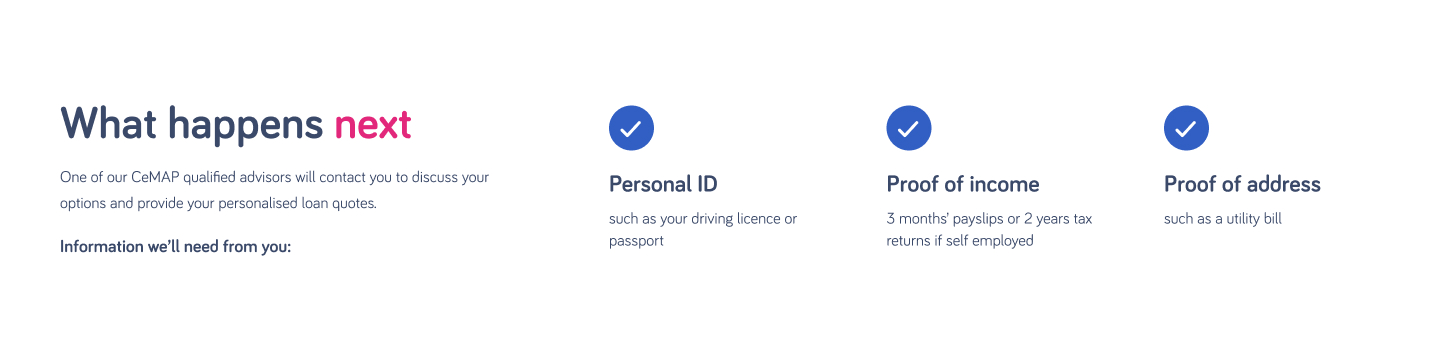 What happens next
One of our CeMAP qualified advisors will contact you to discuss your
options and provide your personalised loan quotes.
Information we’ll need from you:
Personal ID
such as your driving licence or
passport
Proof of income
3 months' payslips or 2 years tax
returns if self employed
Proof of address
such as a utility bill